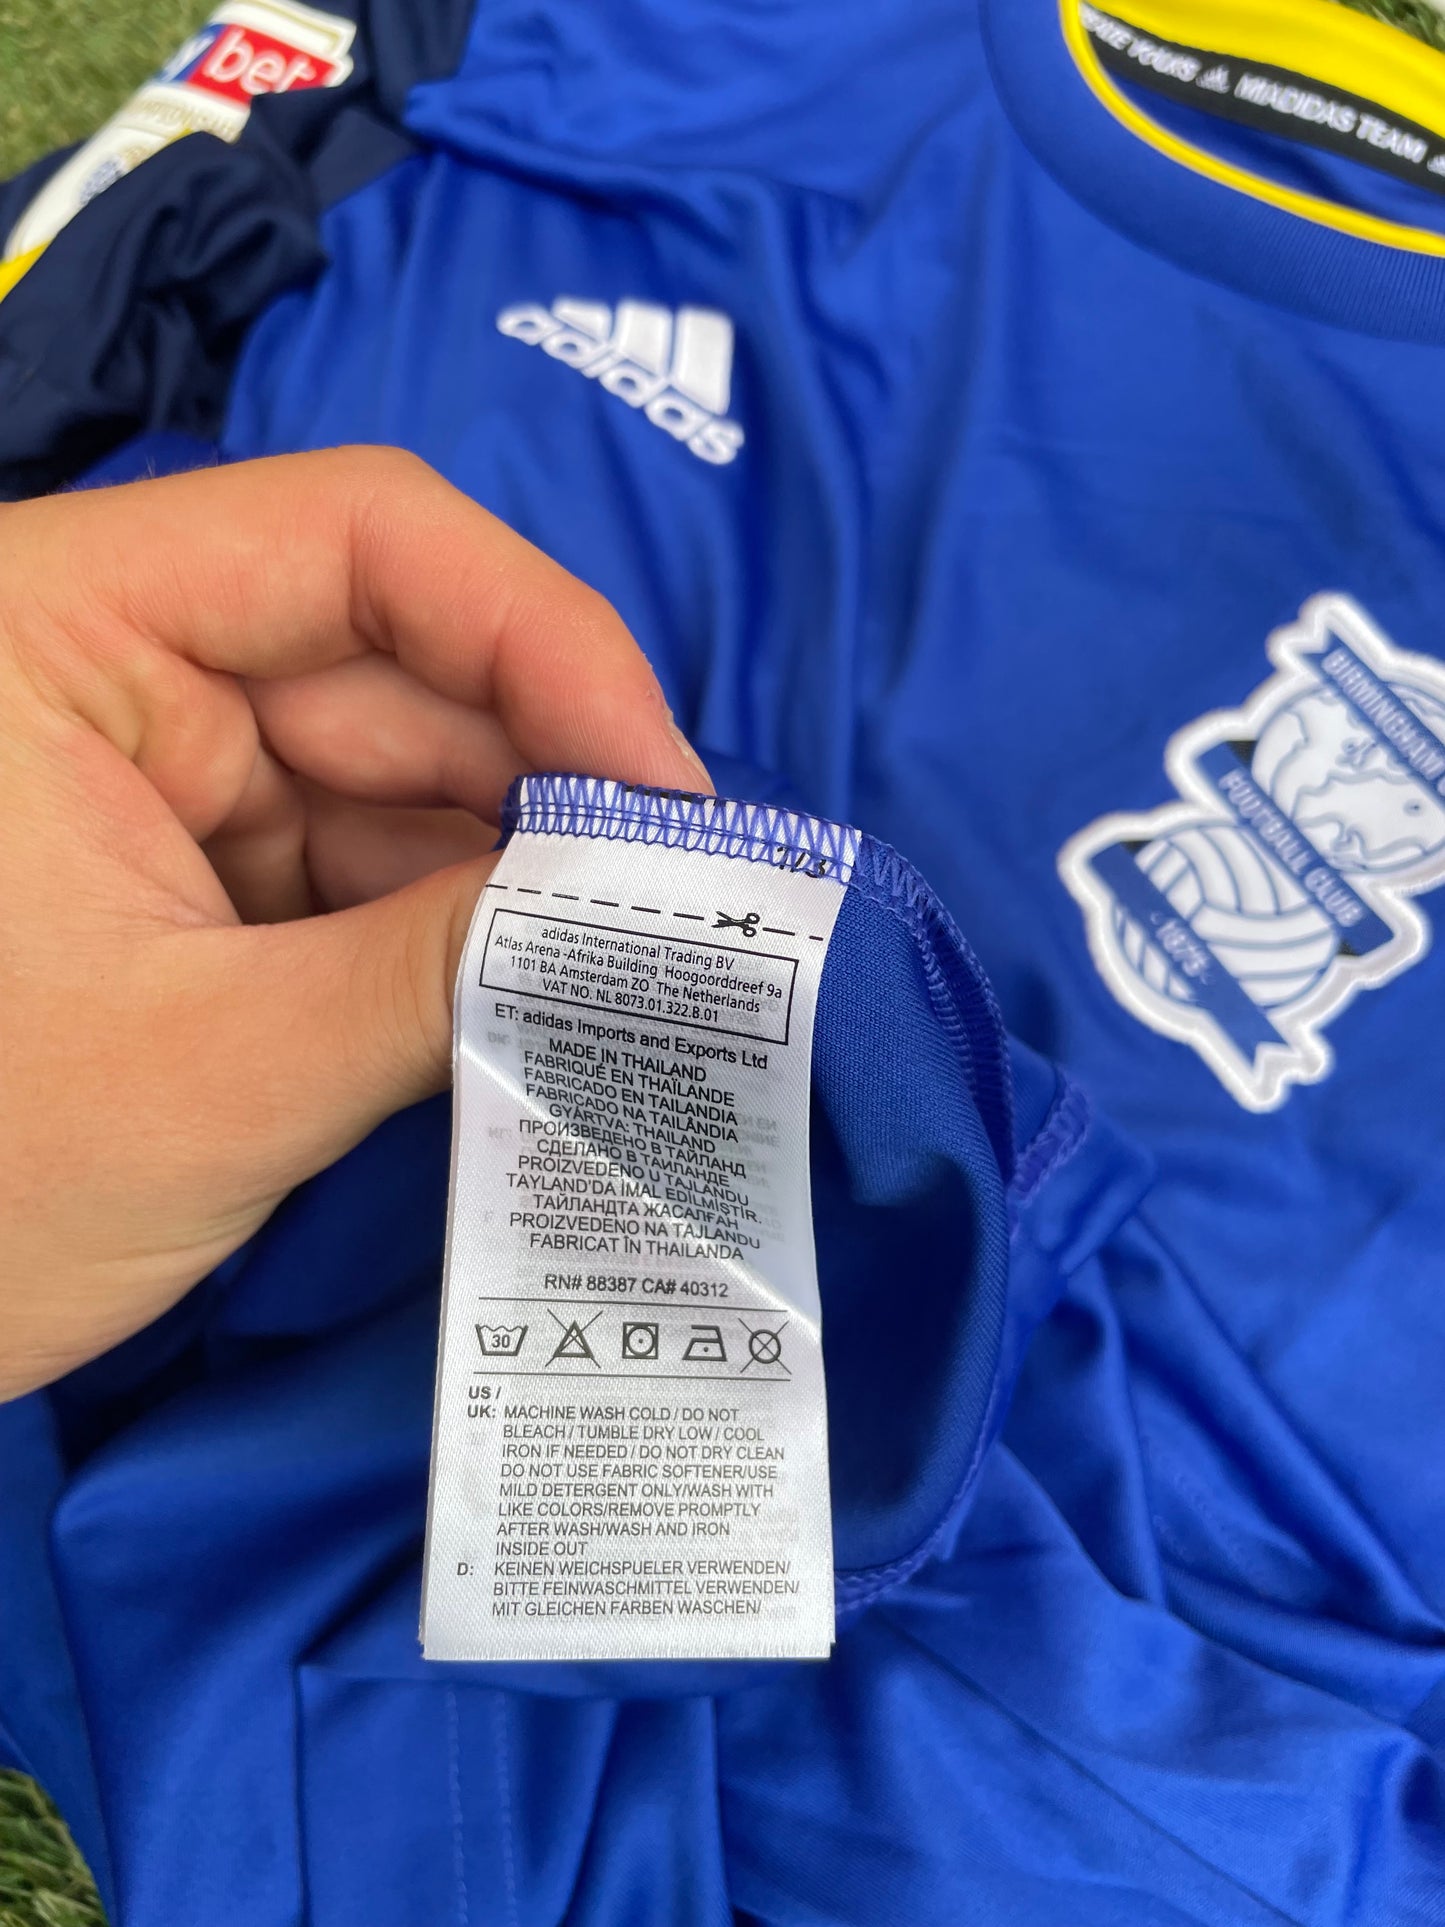 bet
MIADIDAS TEAM
adidas
BIRMINGHAM
FOOTBALL CLUB
1875
1/3
adidas International Trading BV
Atlas Arena -Afrika Building Hoogoorddreef 9a
1101 BA Amsterdam ZO The Netherlands
VAT NO. NL 8073.01.322.B.01
ET: adidas Imports and Exports Ltd
MADE IN THAILAND
FABRIQUÉ EN THAÏLANDE
FABRICADO EN TAILANDIA
FABRICADO NA TAILÂNDIA
GYÁRTVA: THAILAND
ПРОИЗВЕДЕНО В ТАЙЛАНД
СДЕЛАНО В ТАИЛАНДЕ
PROIZVEDENO U TAJLANDU
TAYLAND'DA İMAL EDİLMİŞTİR.
ТАЙЛАНДТА ЖАСАЛҒАН
PROIZVEDENO NA TAJLANDU
FABRICAT ÎN THAILANDA
RN# 88387 CA# 40312
30
US /
UK: MACHINE WASH COLD / DO NOT
BLEACH / TUMBLE DRY LOW / COOL
IRON IF NEEDED / DO NOT DRY CLEAN
DO NOT USE FABRIC SOFTENER/USE
MILD DETERGENT ONLY/WASH WITH
LIKE COLORS/REMOVE PROMPTLY
AFTER WASH/WASH AND IRON
INSIDE OUT
D: KEINEN WEICHSPUELER VERWENDEN/
BITTE FEINWASCHMITTEL VERWENDEN/
MIT GLEICHEN FARBEN WASCHEN/